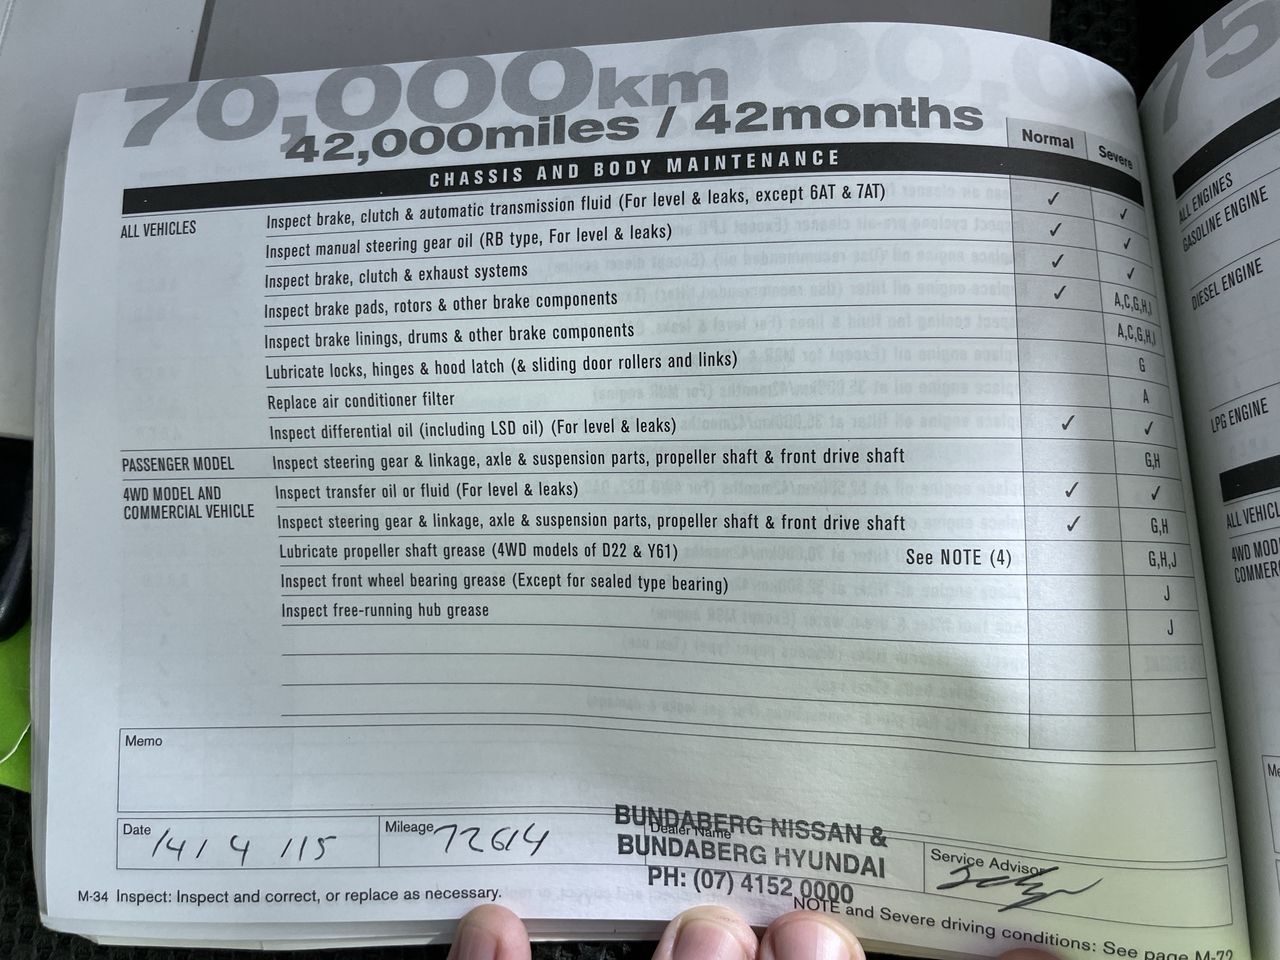 70,000km
42,000miles / 42months
Normal Severe
CHASSIS AND BODY MAINTENANCE
ALL VEHICLES Inspect brake, clutch & automatic transmission fluid (For level & leaks, except 6AT & 7AT) ✓ ✓
Inspect manual steering gear oil (RB type, For level & leaks) ✓ ✓
Inspect brake, clutch & exhaust systems ✓ ✓
Inspect brake pads, rotors & other brake components ✓ A,C,G,H,I
Inspect brake linings, drums & other brake components A,C,G,H,I
Lubricate locks, hinges & hood latch (& sliding door rollers and links) G
Replace air conditioner filter A
Inspect differential oil (including LSD oil) (For level & leaks) ✓ ✓
PASSENGER MODEL Inspect steering gear & linkage, axle & suspension parts, propeller shaft & front drive shaft G,H
4WD MODEL AND COMMERCIAL VEHICLE Inspect transfer oil or fluid (For level & leaks) ✓ ✓
Inspect steering gear & linkage, axle & suspension parts, propeller shaft & front drive shaft ✓ G,H
Lubricate propeller shaft grease (4WD models of D22 & Y61) See NOTE (4) G,H,J
Inspect front wheel bearing grease (Except for sealed type bearing) J
Inspect free-running hub grease J
Memo
Date 14/ 4 /15 Mileage 72614 Dealer Name Service Advisor
BUNDABERG NISSAN &
BUNDABERG HYUNDAI
PH: (07) 4152 0000
M-34 Inspect: Inspect and correct, or replace as necessary.
NOTE and Severe driving conditions: See page M-72
75
ALL ENGINES
GASOLINE ENGINE
DIESEL ENGINE
LPG ENGINE
ALL VEHICL
4WD MOD
COMMER
Me